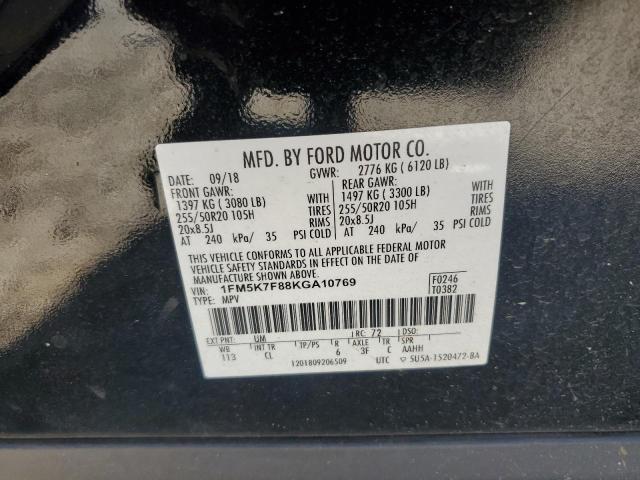 MFD. BY FORD MOTOR CO.
DATE: 09/18 GVWR: 2776 KG ( 6120 LB)
FRONT GAWR: REAR GAWR:
1397 KG ( 3080 LB) WITH 1497 KG ( 3300 LB) WITH
255/50R20 105H TIRES 255/50R20 105H TIRES
20x8.5J RIMS 20x8.5J RIMS
AT 240 kPa/ 35 PSI COLD AT 240 kPa/ 35 PSI COLD
THIS VEHICLE CONFORMS TO ALL APPLICABLE FEDERAL MOTOR
VEHICLE SAFETY AND BUMPER STANDARDS IN EFFECT ON THE DATE OF
MANUFACTURE SHOWN ABOVE.
VIN: 1FM5K7F88KGA10769 F0246
TYPE: MPV T0382
EXT PNT: UM RC: 72 DSO:
WB INT TR TP/PS R AXLE TR SPR
113 CL 6 3F C AAHH
1201809206509 UTC 5U5A-1520472-BA